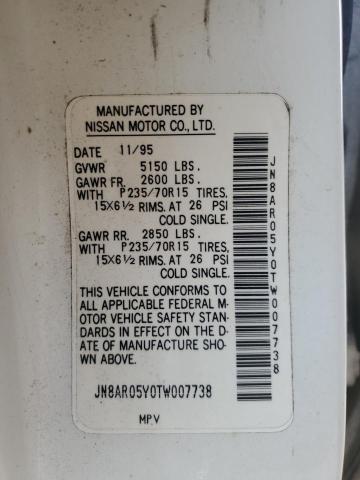 MANUFACTURED BY
NISSAN MOTOR CO., LTD.
DATE 11/95
GVWR 5150 LBS.
GAWR FR. 2600 LBS.
WITH P235/70R15 TIRES,
15X6½ RIMS. AT 26 PSI
COLD SINGLE.
GAWR RR. 2850 LBS.
WITH P235/70R15 TIRES,
15X6½ RIMS. AT 26 PSI
COLD SINGLE.
THIS VEHICLE CONFORMS TO
ALL APPLICABLE FEDERAL M-
OTOR VEHICLE SAFETY STAN-
DARDS IN EFFECT ON THE D-
ATE OF MANUFACTURE SHO-
WN ABOVE.
JN8AR05Y0TW007738
MPV
JN8AR05Y0TW007738